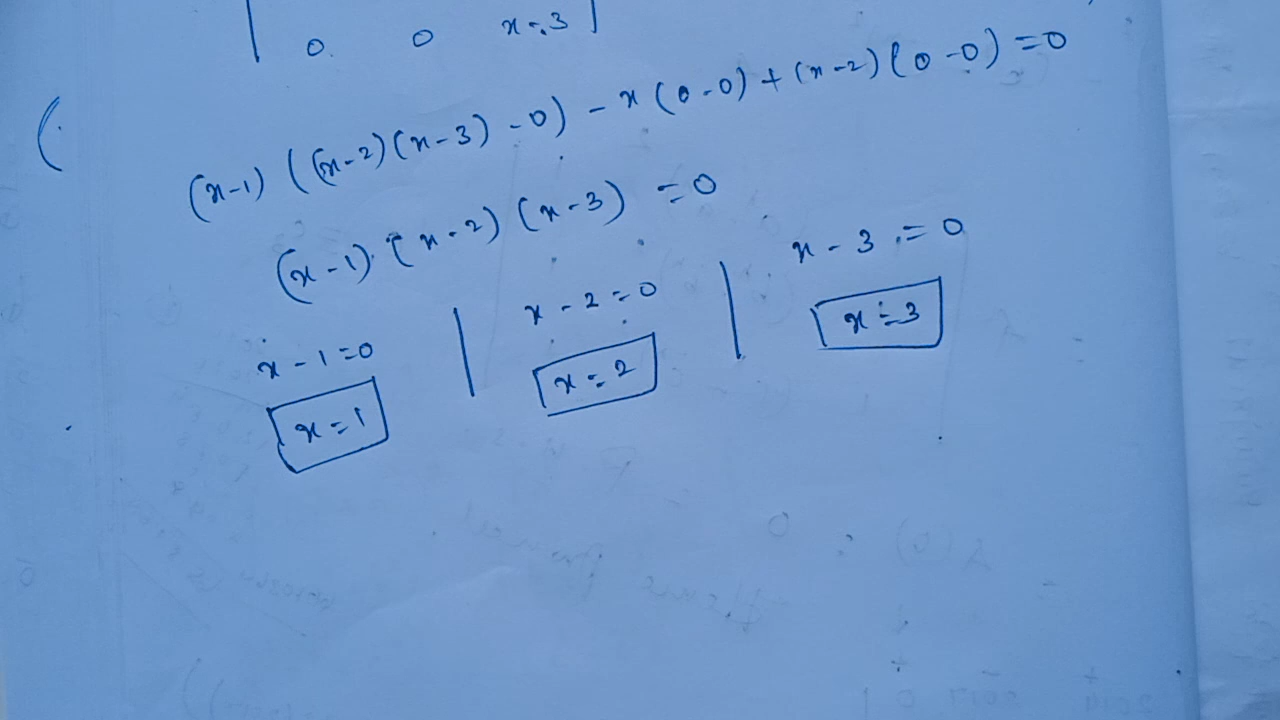 0 0 x-3
(x-1) ((x-2)(x-3)-0) - x(0-0) + (x-2)(0-0) = 0
(x-1) (x-2) (x-3) = 0
x-1=0 | x-2=0 | x-3=0
x=1 x=2 x=3